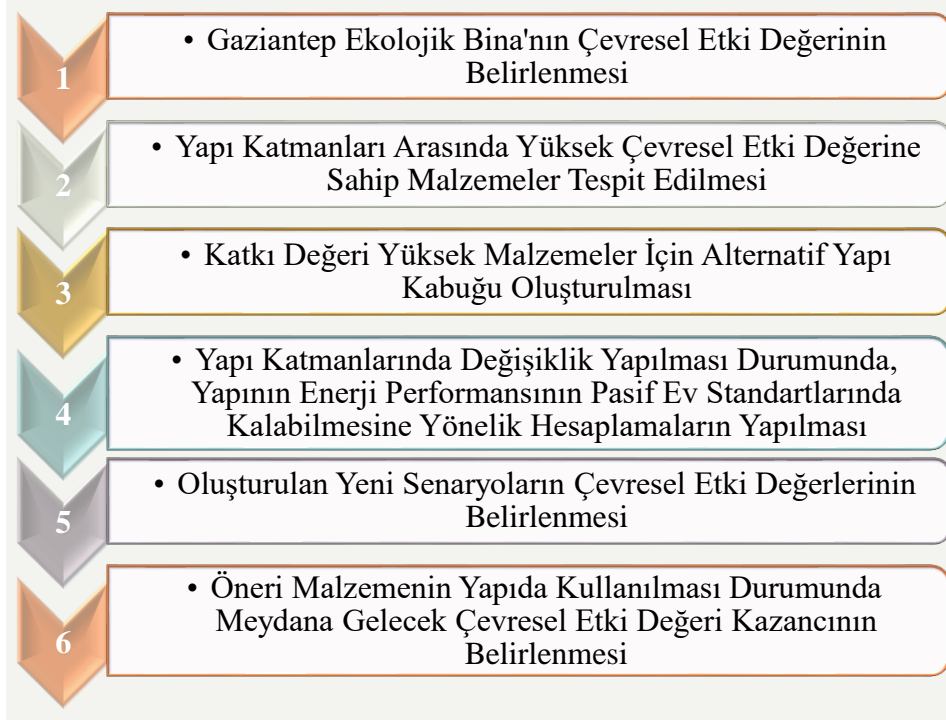 1
• Gaziantep Ekolojik Bina'nın Çevresel Etki Değerinin
Belirlenmesi
2
• Yapı Katmanları Arasında Yüksek Çevresel Etki Değerine
Sahip Malzemeler Tespit Edilmesi
3
• Katkı Değeri Yüksek Malzemeler İçin Alternatif Yapı
Kabuğu Oluşturulması
4
• Yapı Katmanlarında Değişiklik Yapılması Durumunda,
Yapının Enerji Performansının Pasif Ev Standartlarında
Kalabilmesine Yönelik Hesaplamaların Yapılması
5
• Oluşturulan Yeni Senaryoların Çevresel Etki Değerlerinin
Belirlenmesi
6
• Öneri Malzemenin Yapıda Kullanılması Durumunda
Meydana Gelecek Çevresel Etki Değeri Kazancının
Belirlenmesi